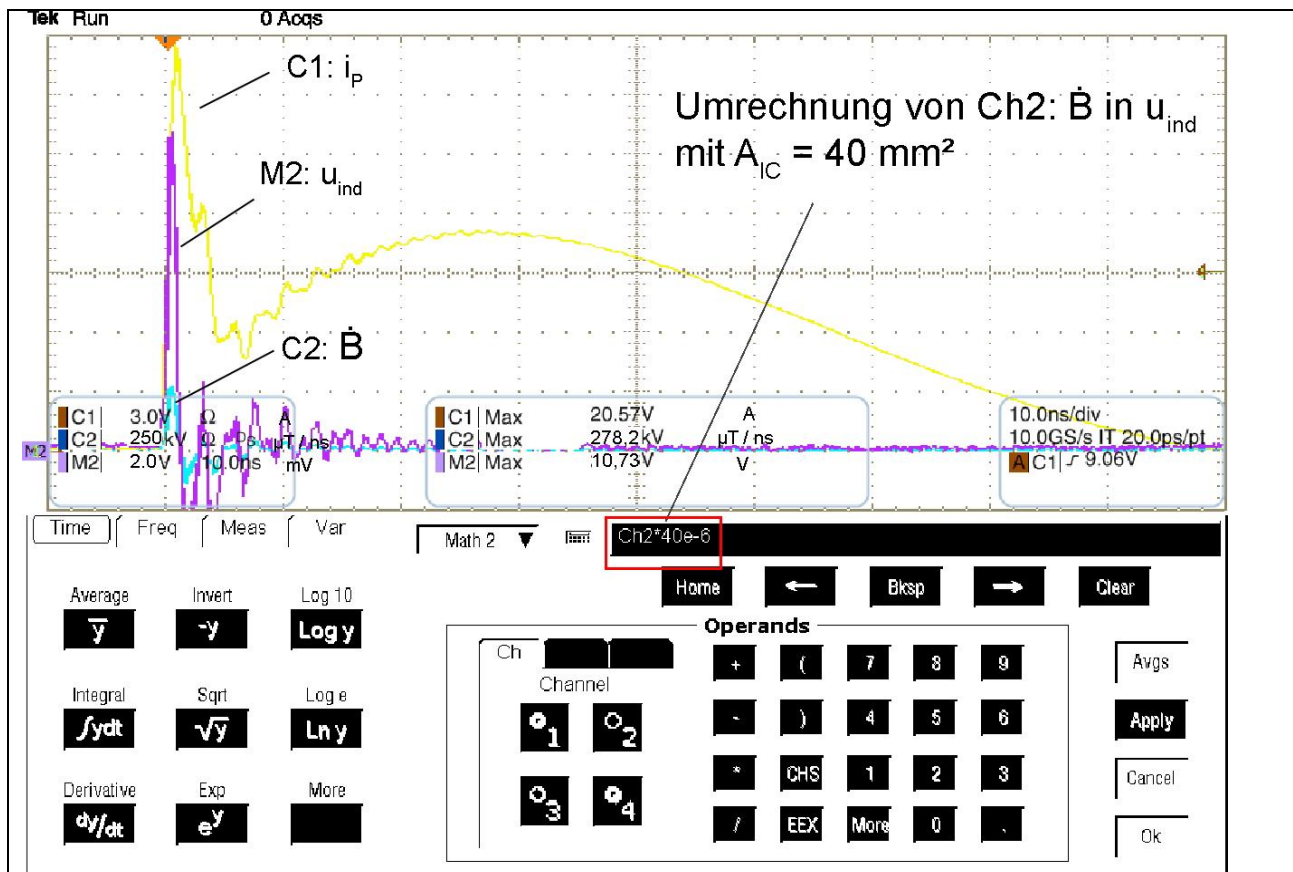 Tek Run 0 Acqs
C1: iP
Umrechnung von Ch2: Ḃ in uind
mit AIC = 40 mm²
M2: uind
C2: Ḃ
C1 3.0V Ω A
C2 250kV Ω Ps µT / ns
M2 2.0V 10.0ns mV
C1 Max 20.57V A
C2 Max 278,2kV µT / ns
M2 Max 10,73V V
10.0ns/div
10.0GS/s IT 20.0ps/pt
A C1 9.06V
M2
Time Freq Meas Var
Math 2 Ch2*40e-6
Home ← Bksp → Clear
Average Invert Log 10
y -y Log y
Integral Sqrt Log e
∫ydt √y Ln y
Derivative Exp More
dy/dt eʸ
Operands
Ch
Channel
1 2
3 4
+ ( 7 8 9
- ) 4 5 6
* CHS 1 2 3
/ EEX More 0 .
Avgs
Apply
Cancel
Ok